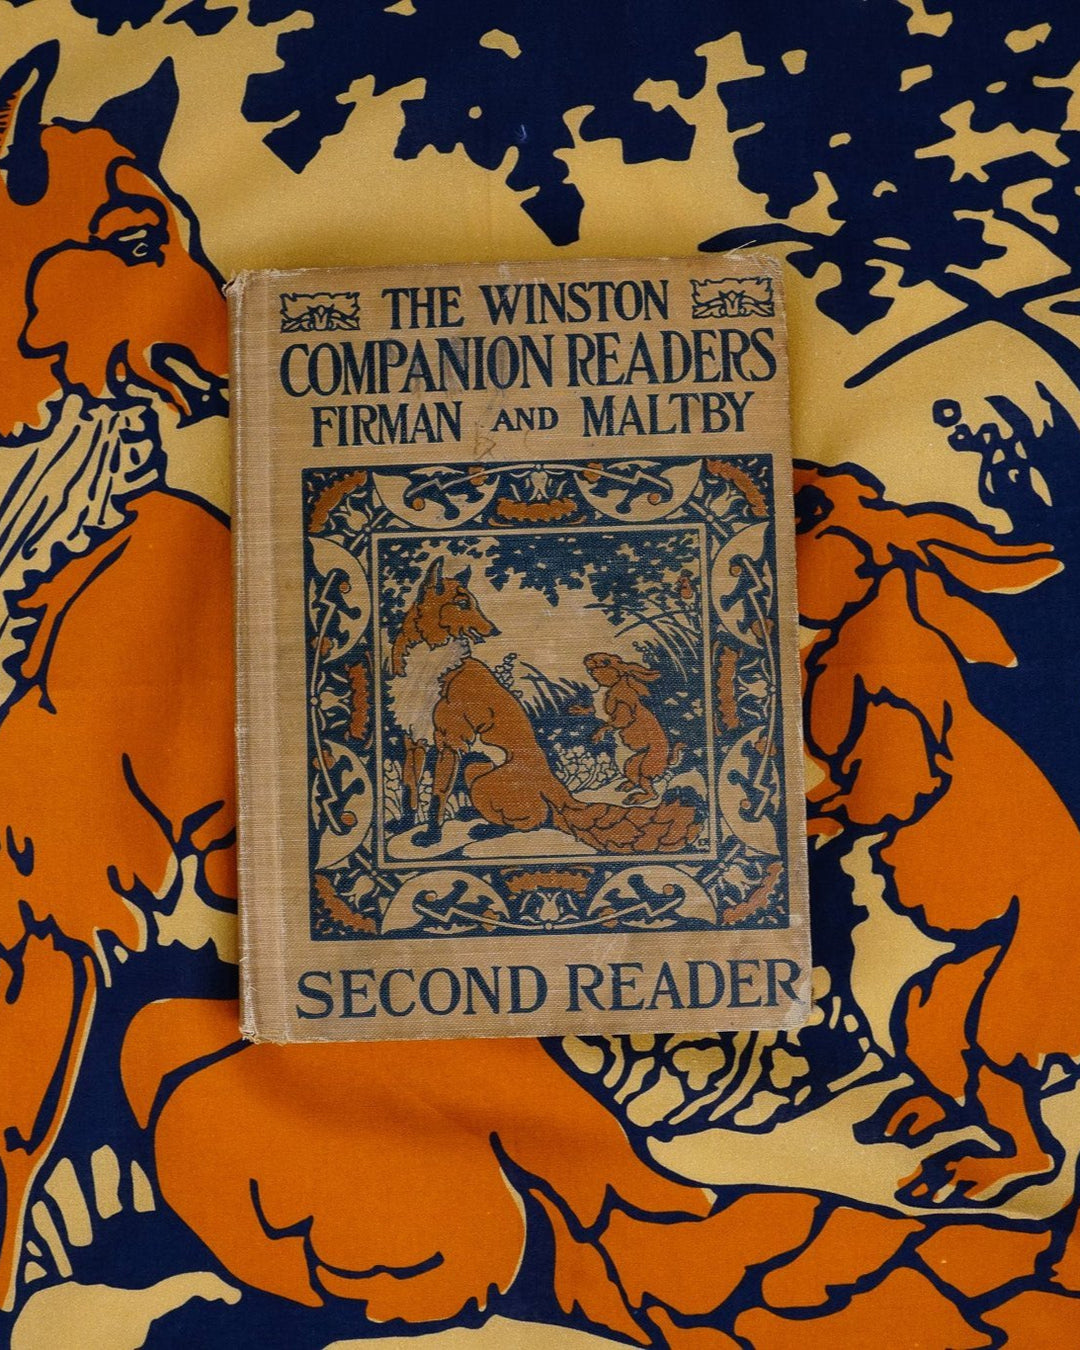 THE WINSTON
COMPANION READERS
FIRMAN AND MALTBY
SECOND READER